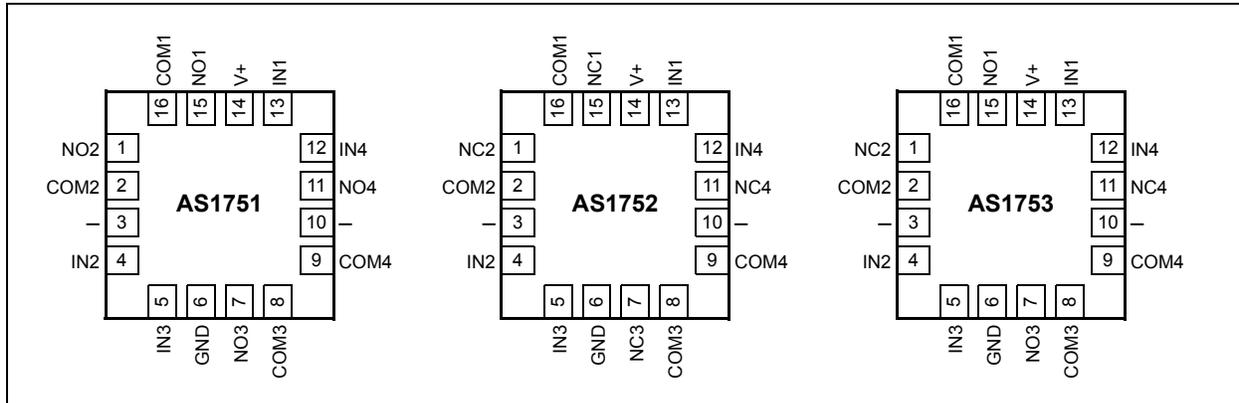 COM1 NO1 V+ IN1
16 15 14 13
NO2 1 12 IN4
COM2 2 11 NO4
AS1751
– 3 10 –
IN2 4 9 COM4
5 6 7 8
IN3 GND NO3 COM3
COM1 NC1 V+ IN1
16 15 14 13
NC2 1 12 IN4
COM2 2 11 NC4
AS1752
– 3 10 –
IN2 4 9 COM4
5 6 7 8
IN3 GND NC3 COM3
COM1 NO1 V+ IN1
16 15 14 13
NC2 1 12 IN4
COM2 2 11 NC4
AS1753
– 3 10 –
IN2 4 9 COM4
5 6 7 8
IN3 GND NO3 COM3